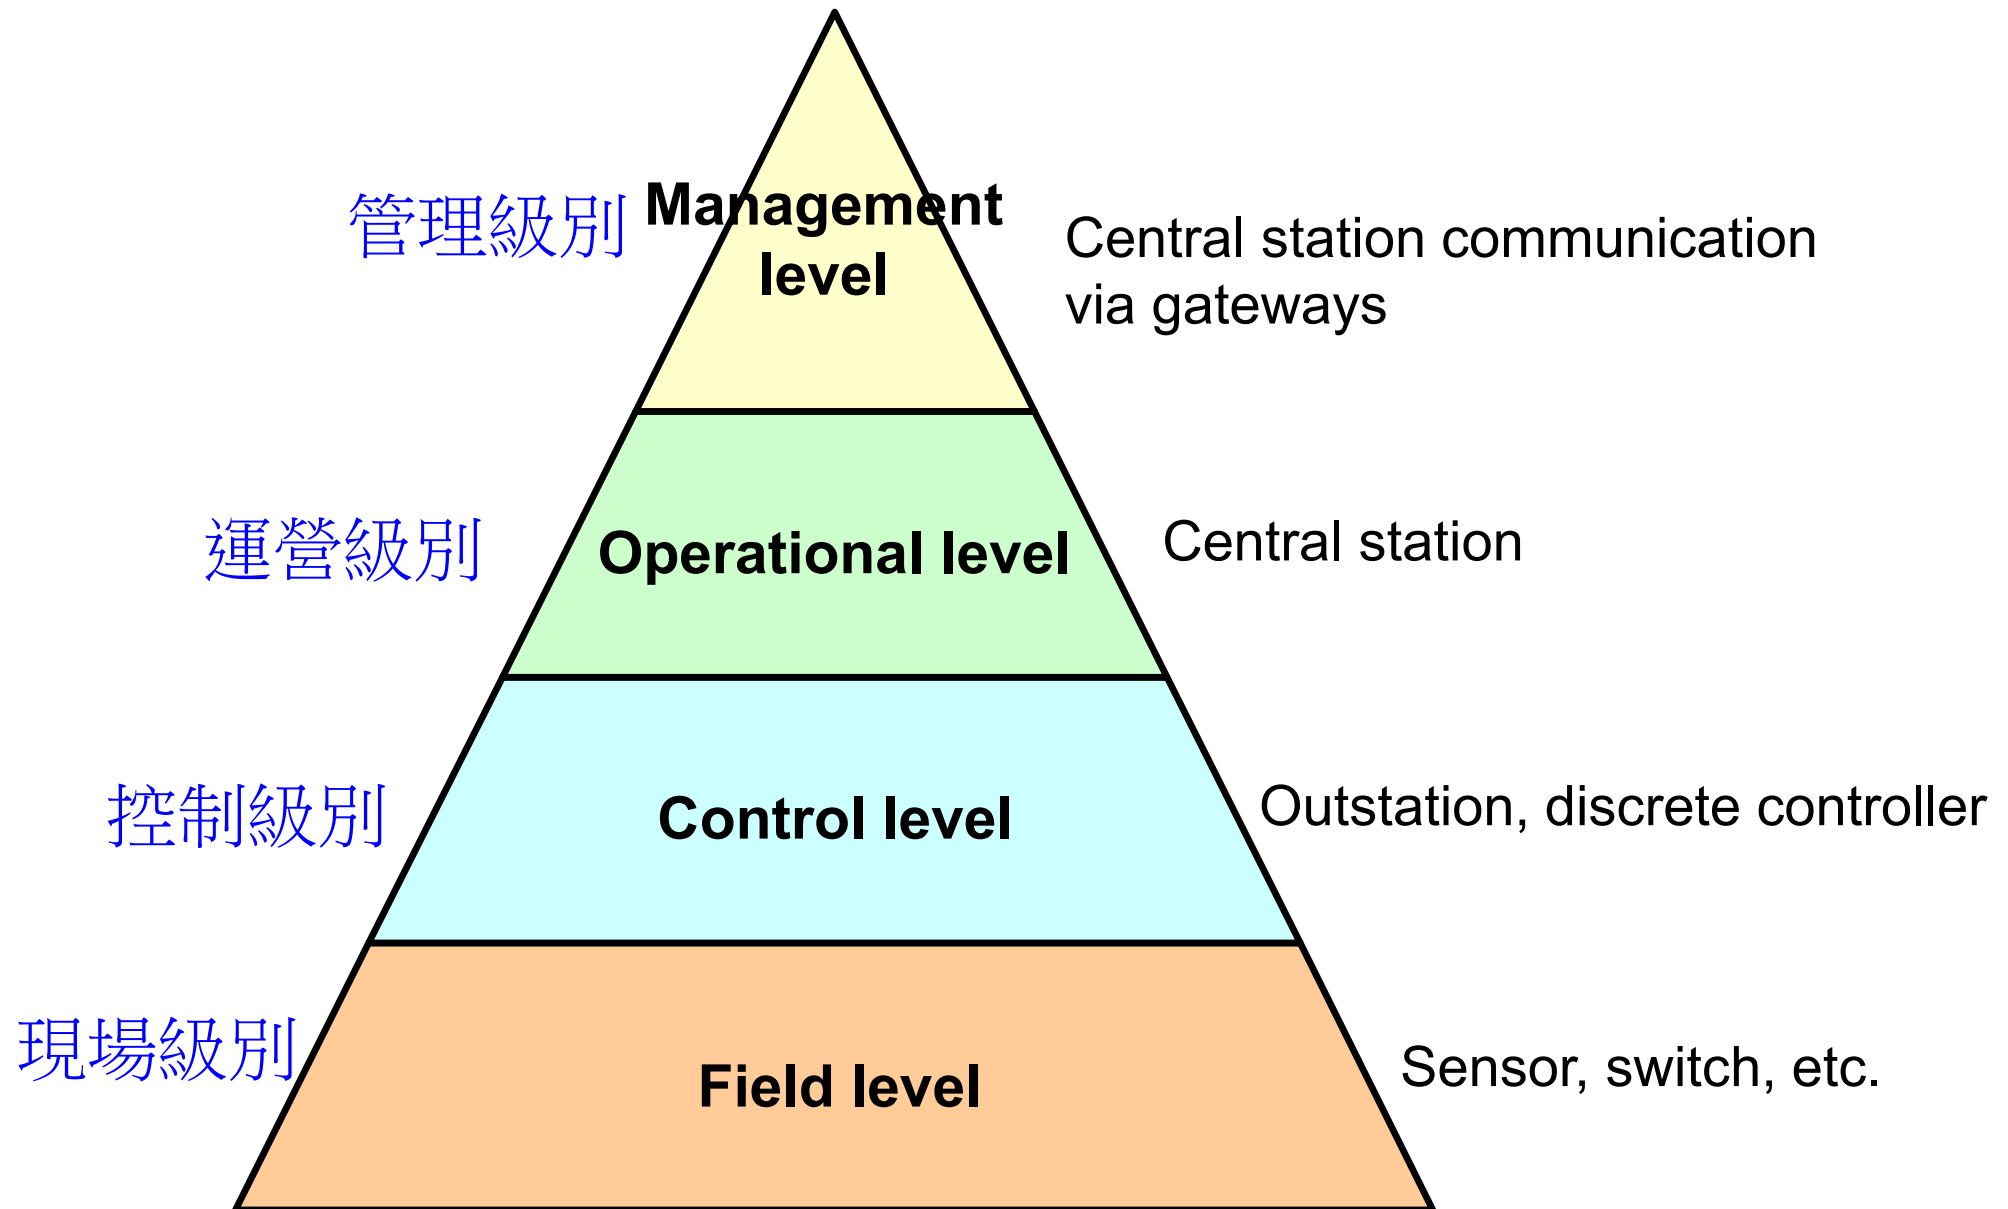 管理級別
Management
level
Central station communication
via gateways
運營級別
Operational level
Central station
控制級別
Control level
Outstation, discrete controller
現場級別
Field level
Sensor, switch, etc.